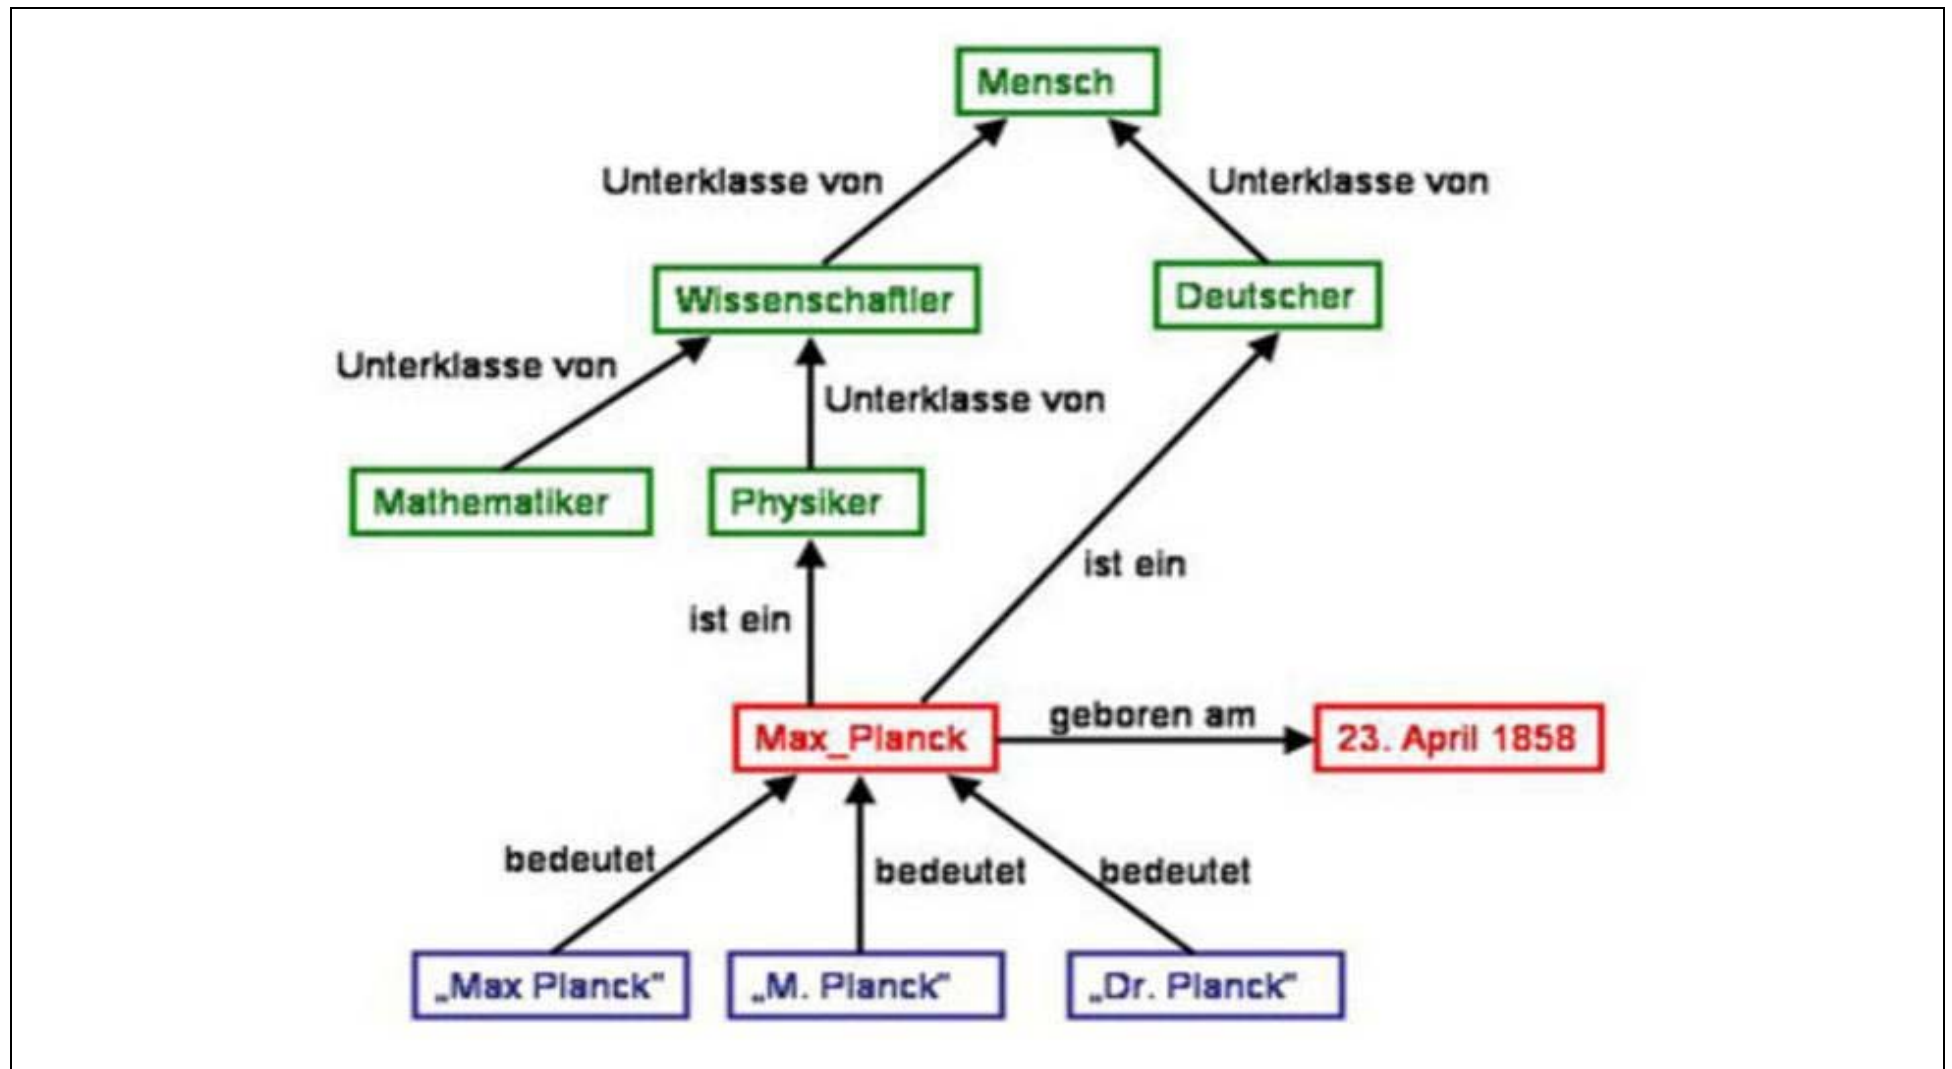 Mensch
Unterklasse von
Unterklasse von
Wissenschaftler
Deutscher
Unterklasse von
Unterklasse von
Mathematiker
Physiker
ist ein
ist ein
Max_Planck
geboren am
23. April 1858
bedeutet
bedeutet
bedeutet
„Max Planck“
„M. Planck“
„Dr. Planck“